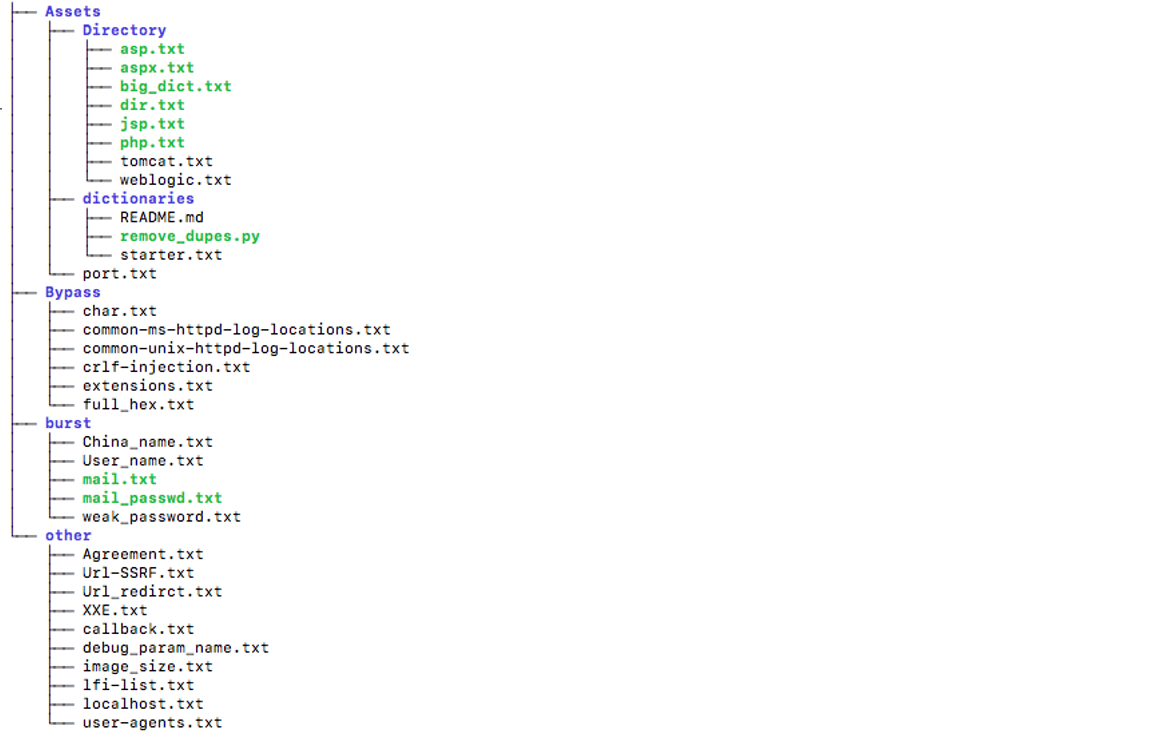 Assets
Directory
asp.txt
aspx.txt
big_dict.txt
dir.txt
jsp.txt
php.txt
tomcat.txt
weblogic.txt
dictionaries
README.md
remove_dupes.py
starter.txt
port.txt
Bypass
char.txt
common-ms-httpd-log-locations.txt
common-unix-httpd-log-locations.txt
crlf-injection.txt
extensions.txt
full_hex.txt
burst
China_name.txt
User_name.txt
mail.txt
mail_passwd.txt
weak_password.txt
other
Agreement.txt
Url-SSRF.txt
Url_redirct.txt
XXE.txt
callback.txt
debug_param_name.txt
image_size.txt
lfi-list.txt
localhost.txt
user-agents.txt